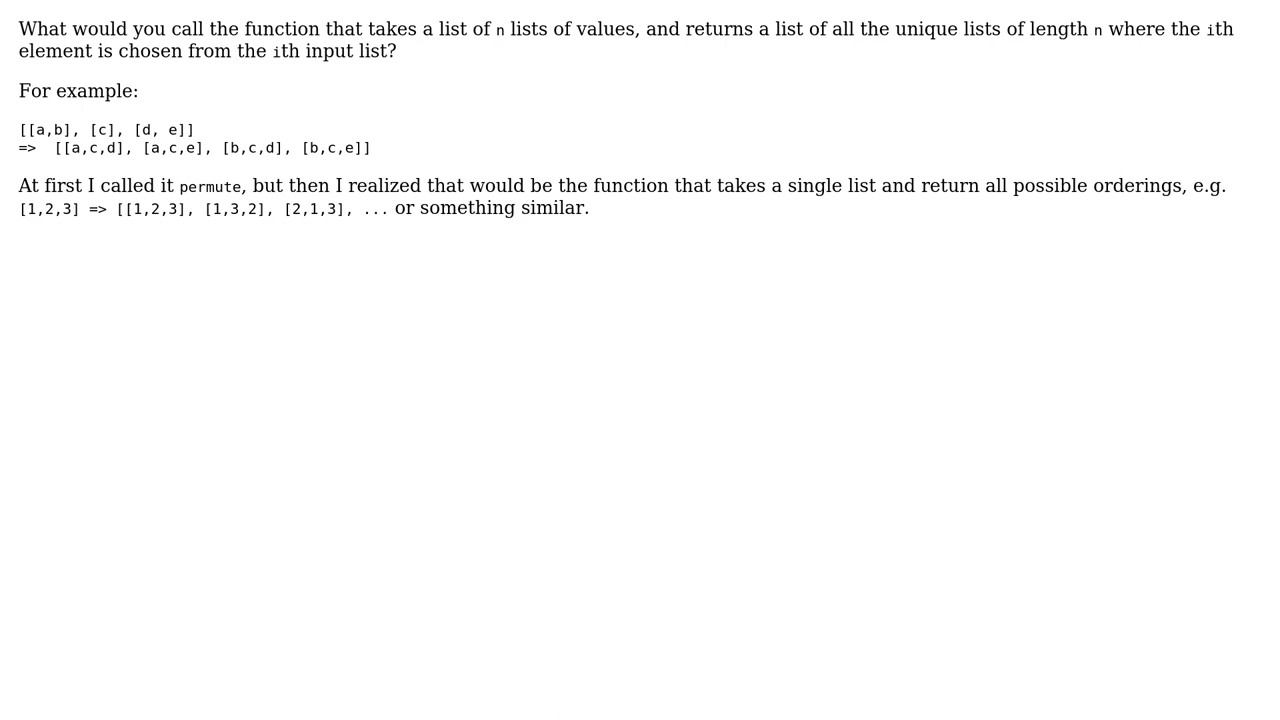 What would you call the function that takes a list of n lists of values, and returns a list of all the unique lists of length n where the ith
element is chosen from the ith input list?
For example:
[[a,b], [c], [d, e]]
=>  [[a,c,d], [a,c,e], [b,c,d], [b,c,e]]
At first I called it permute, but then I realized that would be the function that takes a single list and return all possible orderings, e.g.
[1,2,3] => [[1,2,3], [1,3,2], [2,1,3], ... or something similar.